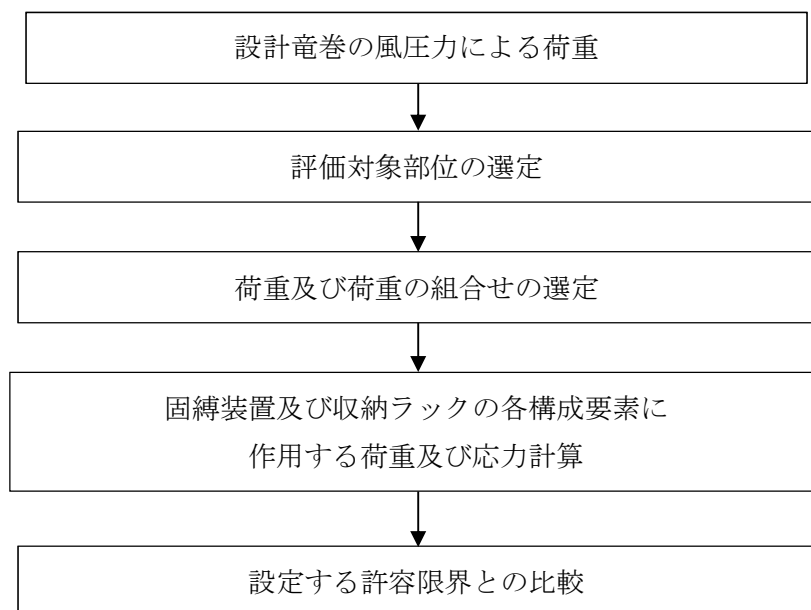 設計竜巻の風圧力による荷重
評価対象部位の選定
荷重及び荷重の組合せの選定
固縛装置及び収納ラックの各構成要素に
作用する荷重及び応力計算
設定する許容限界との比較